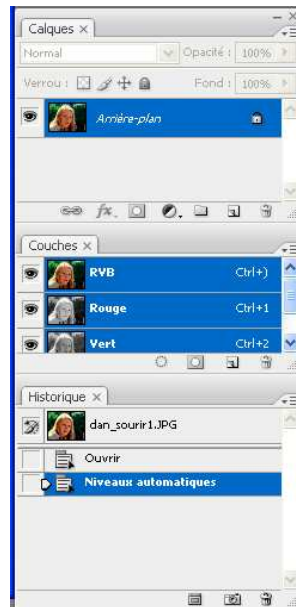 Calques ×
Normal Opacité : 100%
Verrou : Fond : 100%
Arrière-plan
fx.
Couches ×
RVB Ctrl+)
Rouge Ctrl+1
Vert Ctrl+2
Historique ×
dan_sourir1.JPG
Ouvrir
Niveaux automatiques